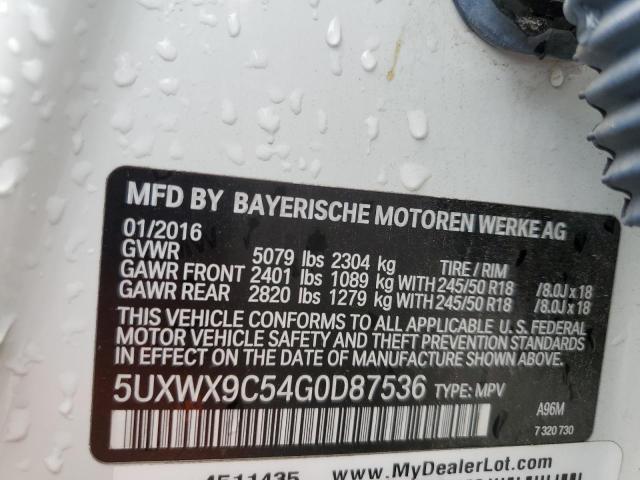 MFD BY BAYERISCHE MOTOREN WERKE AG
01/2016
GVWR 5079 lbs 2304 kg TIRE / RIM
GAWR FRONT 2401 lbs 1089 kg WITH 245/50 R18 /8.0J x 18
GAWR REAR 2820 lbs 1279 kg WITH 245/50 R18 /8.0J x 18
THIS VEHICLE CONFORMS TO ALL APPLICABLE U. S. FEDERAL
MOTOR VEHICLE SAFETY AND THEFT PREVENTION STANDARDS
IN EFFECT ON THE DATE OF MANUFACTURE SHOWN ABOVE.
5UXWX9C54G0D87536 TYPE: MPV
A96M
7 320 730
4511435 www.MyDealerLot.com